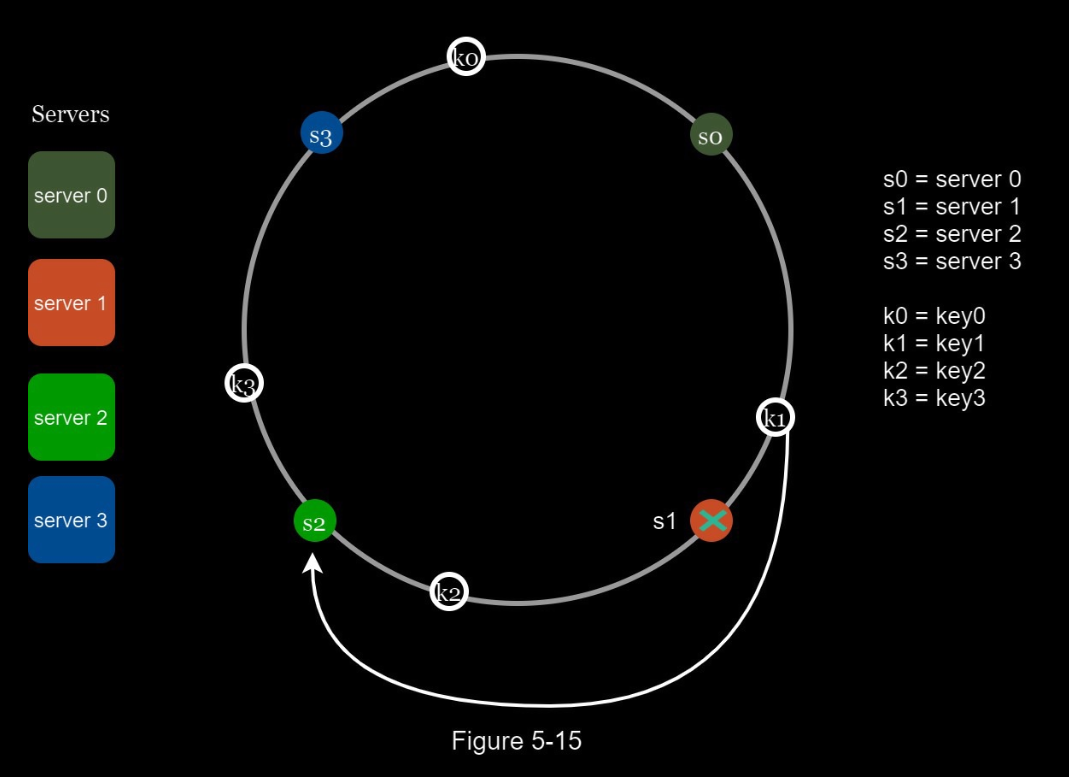 Servers
server 0
server 1
server 2
server 3
k0
s3
s0
k3
k1
s2
s1
k2
s0 = server 0
s1 = server 1
s2 = server 2
s3 = server 3
k0 = key0
k1 = key1
k2 = key2
k3 = key3
Figure 5-15